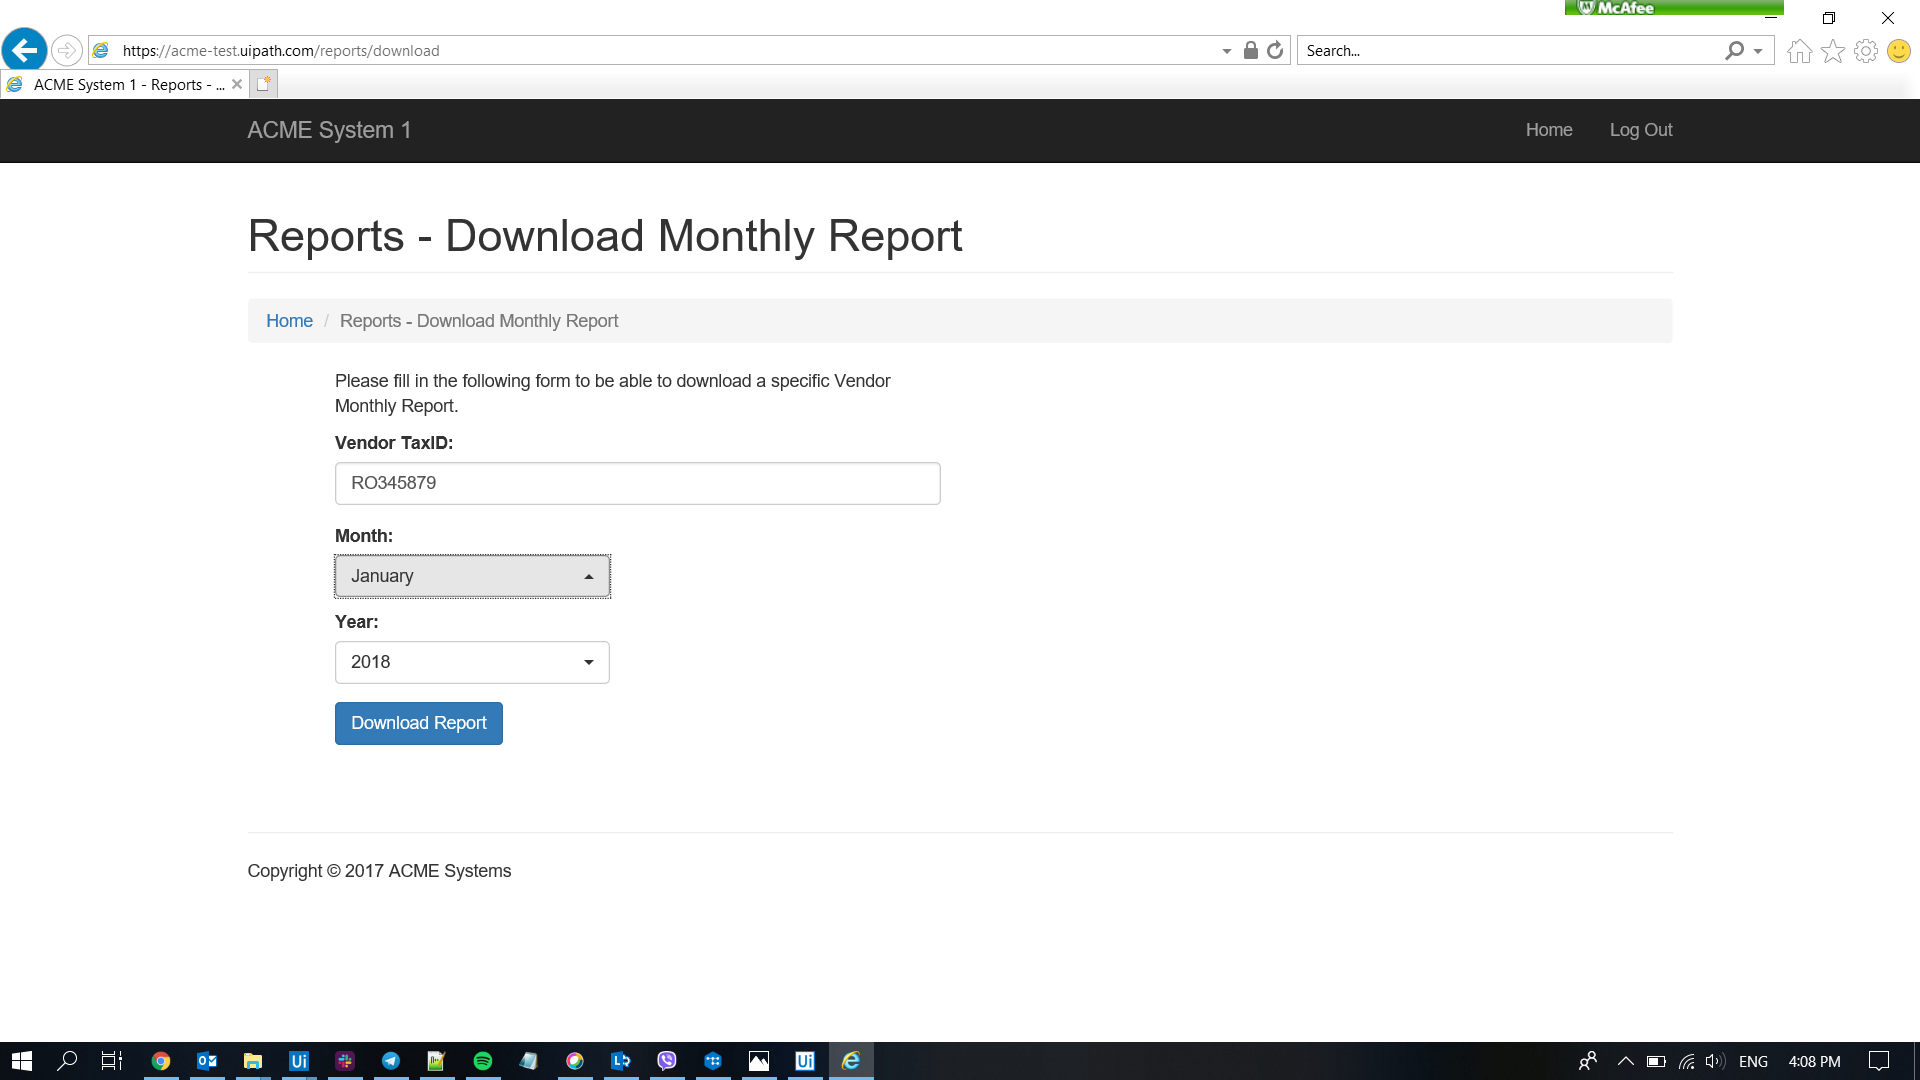 McAfee
https://acme-test.uipath.com/reports/download
Search...
ACME System 1 - Reports - ...
ACME System 1
Home
Log Out
Reports - Download Monthly Report
Home / Reports - Download Monthly Report
Please fill in the following form to be able to download a specific Vendor
Monthly Report.
Vendor TaxID:
RO345879
Month:
January
Year:
2018
Download Report
Copyright © 2017 ACME Systems
Ui
Ui
ENG
4:08 PM